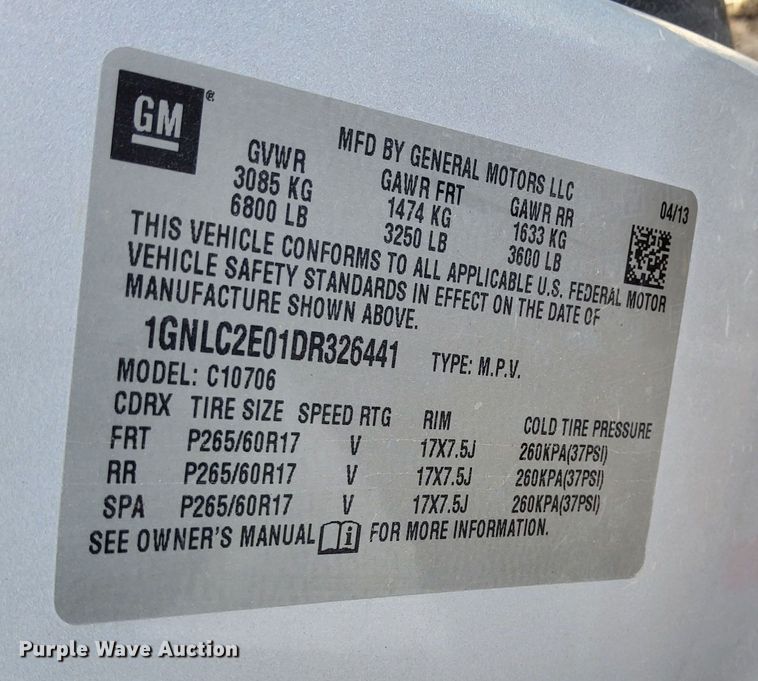 GM®
MFD BY GENERAL MOTORS LLC
GVWR GAWR FRT GAWR RR 04/13
3085 KG 1474 KG 1633 KG
6800 LB 3250 LB 3600 LB
THIS VEHICLE CONFORMS TO ALL APPLICABLE U.S. FEDERAL MOTOR
VEHICLE SAFETY STANDARDS IN EFFECT ON THE DATE OF
MANUFACTURE SHOWN ABOVE.
1GNLC2E01DR326441 TYPE: M.P.V.
MODEL: C10706
CDRX TIRE SIZE SPEED RTG RIM COLD TIRE PRESSURE
FRT P265/60R17 V 17X7.5J 260KPA(37PSI)
RR P265/60R17 V 17X7.5J 260KPA(37PSI)
SPA P265/60R17 V 17X7.5J 260KPA(37PSI)
SEE OWNER'S MANUAL i FOR MORE INFORMATION.
Purple Wave Auction